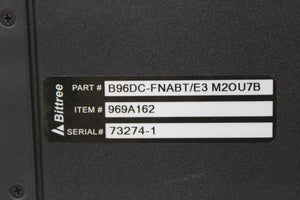 Bittree
PART # B96DC-FNABT/E3 M2OU7B
ITEM # 969A162
SERIAL# 73274-1